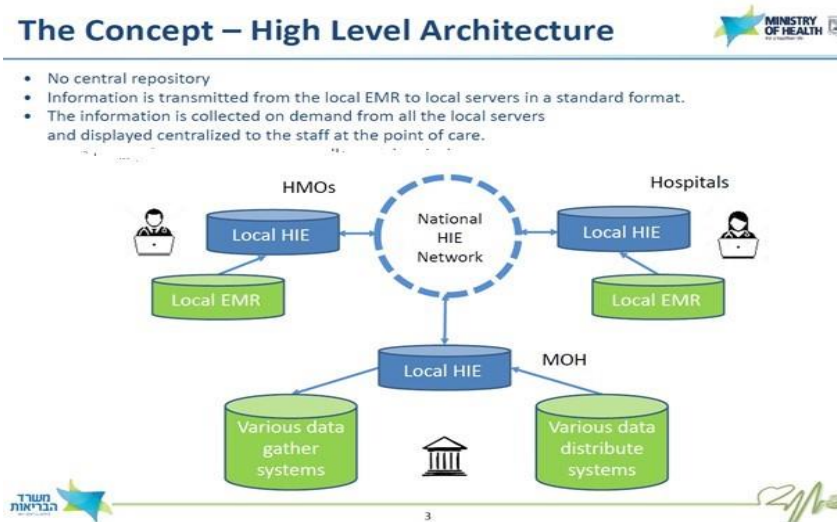 The Concept – High Level Architecture
MINISTRY
OF HEALTH
• No central repository
• Information is transmitted from the local EMR to local servers in a standard format.
• The information is collected on demand from all the local servers
and displayed centralized to the staff at the point of care.
HMOs
Hospitals
Local HIE
National
HIE
Network
Local HIE
Local EMR
Local EMR
Local HIE
MOH
Various data
gather
systems
Various data
distribute
systems
משרד
הבריאות
3